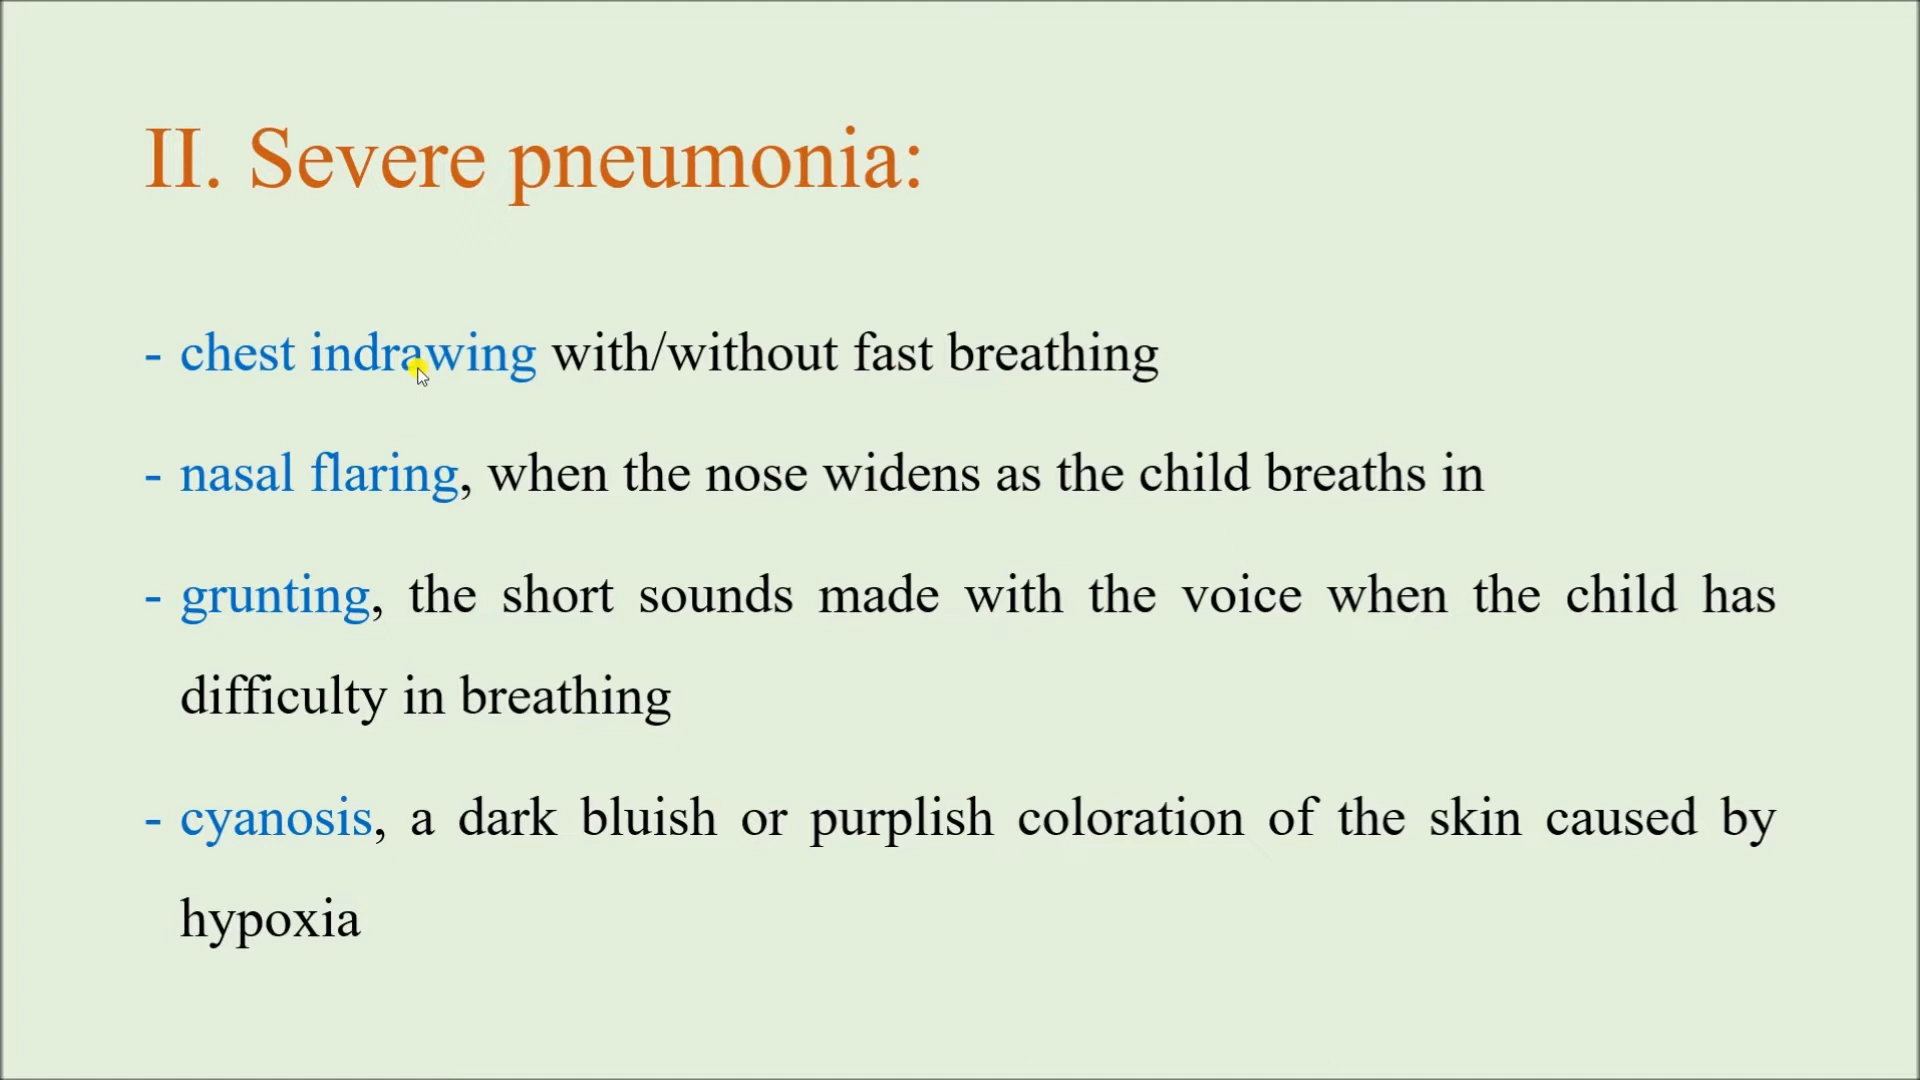 II. Severe pneumonia:
- chest indrawing with/without fast breathing
- nasal flaring, when the nose widens as the child breaths in
- grunting, the short sounds made with the voice when the child has
difficulty in breathing
- cyanosis, a dark bluish or purplish coloration of the skin caused by
hypoxia